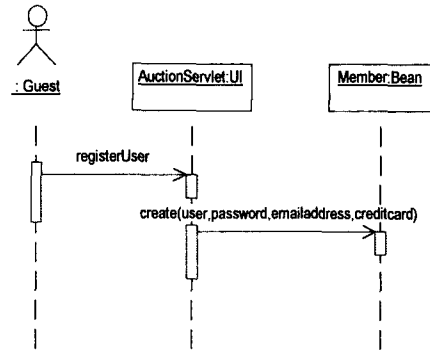 : Guest
AuctionServlet:UI
Member:Bean
registerUser
create(user,password,emailaddress,creditcard)